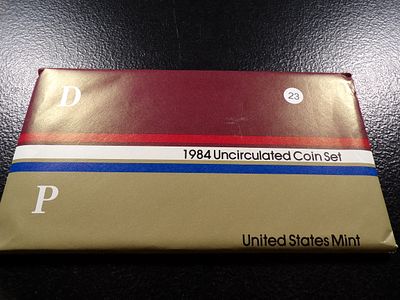 D
23
1984 Uncirculated Coin Set
P
United States Mint